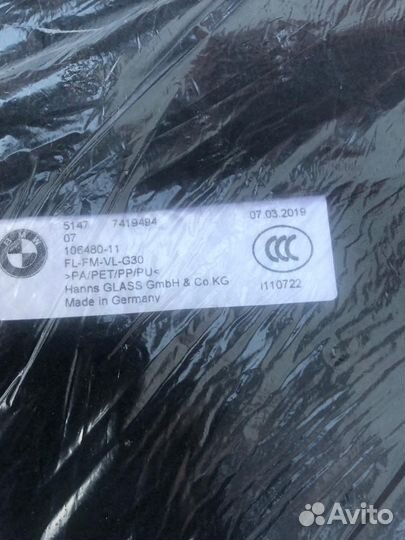 5147 7419494 07.03.2019
07
106480-11
FL-FM-VL-G30
>PA/PET/PP/PU<
Hanns GLASS GmbH & Co KG
Made in Germany i110722
BMW
CCC
Avito